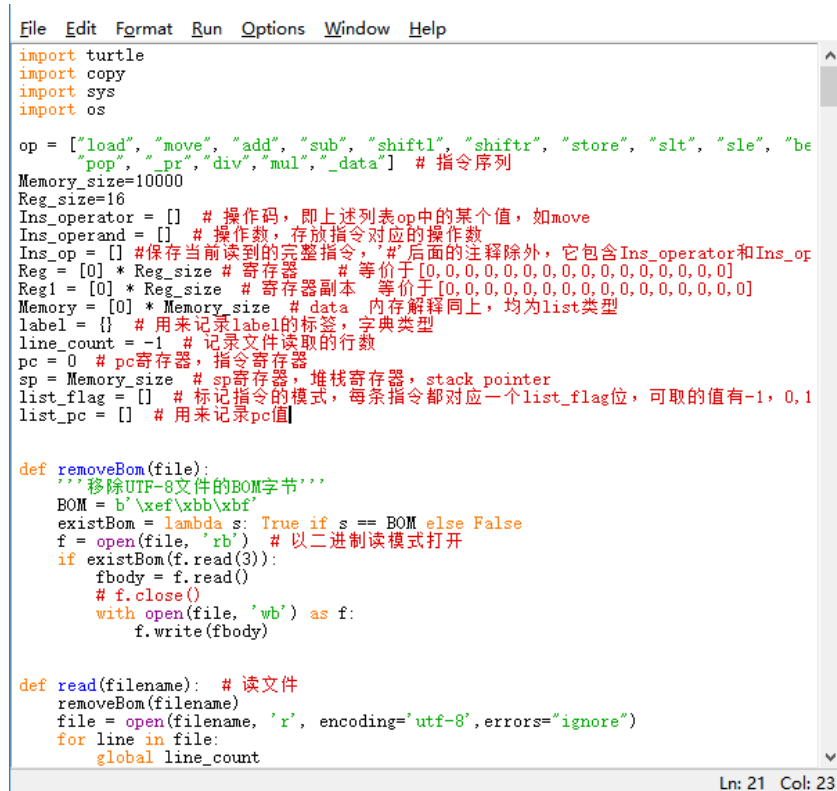 File Edit Format Run Options Window Help
import turtle
import copy
import sys
import os
op = ["load", "move", "add", "sub", "shiftl", "shiftr", "store", "slt", "sle", "be
"pop", "_pr","div","mul","_data"] # 指令序列
Memory_size=10000
Reg_size=16
Ins_operator = [] # 操作码，即上述列表op中的某个值，如move
Ins_operand = [] # 操作数，存放指令对应的操作数
Ins_op = [] #保存当前读到的完整指令，'#'后面的注释除外，它包含Ins_operator和Ins_op
Reg = [0] * Reg_size # 寄存器 # 等价于[0,0,0,0,0,0,0,0,0,0,0,0,0,0,0,0]
Reg1 = [0] * Reg_size # 寄存器副本 等价于[0,0,0,0,0,0,0,0,0,0,0,0,0,0,0,0]
Memory = [0] * Memory_size # data 内存解释同上，均为list类型
label = {} # 用来记录label的标签，字典类型
line_count = -1 # 记录文件读取的行数
pc = 0 # pc寄存器，指令寄存器
sp = Memory_size # sp寄存器，堆栈寄存器，stack pointer
list_flag = [] # 标记指令的模式，每条指令都对应一个list_flag位，可取的值有-1，0,1
list_pc = [] # 用来记录pc值
def removeBom(file):
'''移除UTF-8文件的BOM字节'''
BOM = b'\xef\xbb\xbf'
existBom = lambda s: True if s == BOM else False
f = open(file, 'rb') # 以二进制读模式打开
if existBom(f.read(3)):
fbody = f.read()
# f.close()
with open(file, 'wb') as f:
f.write(fbody)
def read(filename): # 读文件
removeBom(filename)
file = open(filename, 'r', encoding='utf-8',errors="ignore")
for line in file:
global line_count
Ln: 21 Col: 23